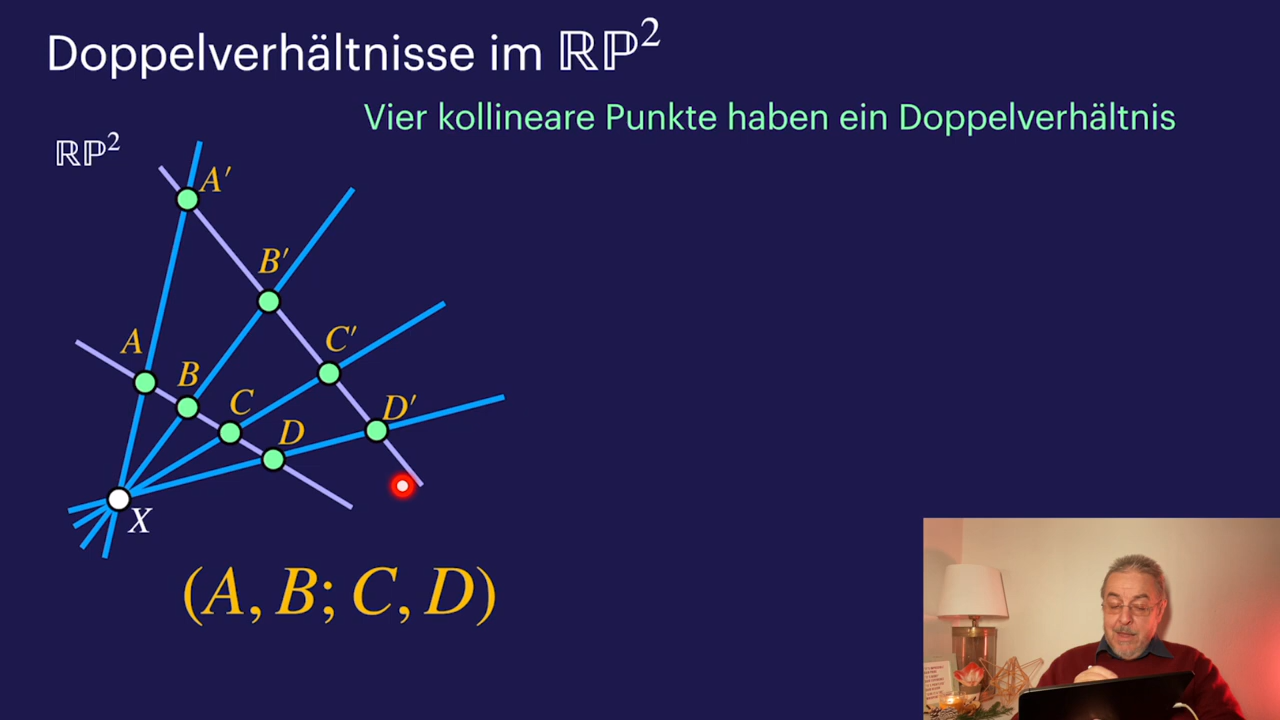 Doppelverhältnisse im ℝℙ²
Vier kollineare Punkte haben ein Doppelverhältnis
ℝℙ²
A′
B′
C′
D′
A
B
C
D
X
(A, B; C, D)